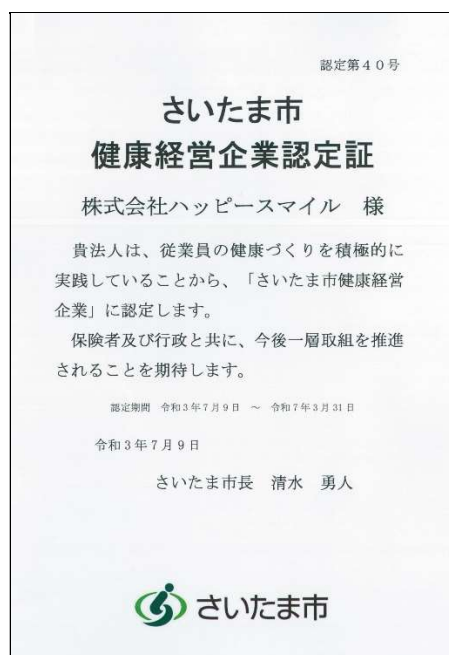 認定第40号
さいたま市
健康経営企業認定証
株式会社ハッピースマイル　様
貴法人は、従業員の健康づくりを積極的に
実践していることから、「さいたま市健康経営
企業」に認定します。
保険者及び行政と共に、今後一層取組を推進
されることを期待します。
認定期間　令和3年7月9日　～　令和7年3月31日
令和3年7月9日
さいたま市長　清水　勇人
さいたま市